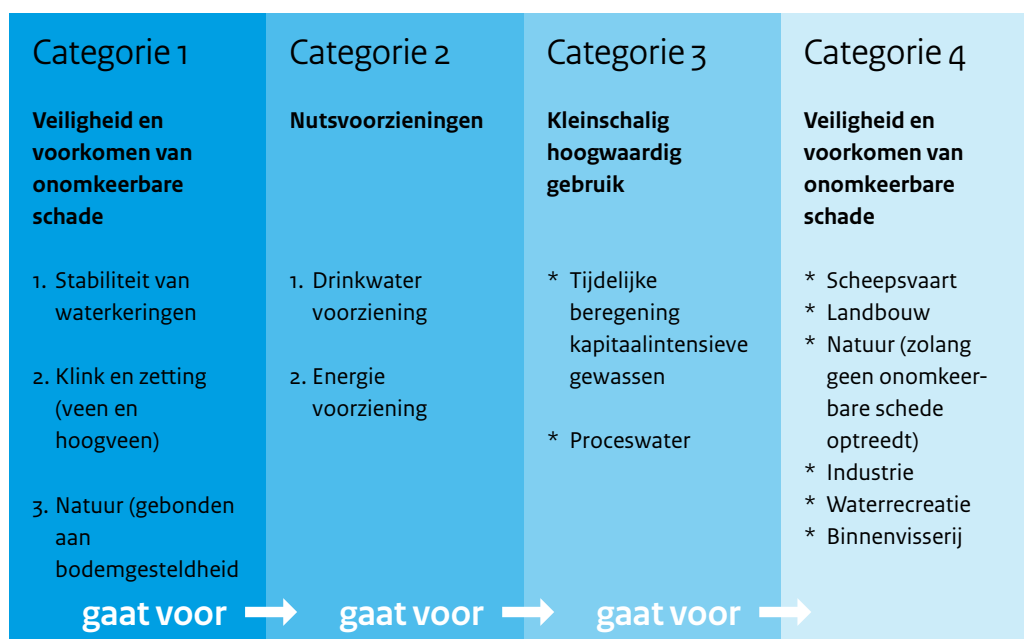 Categorie 1
Veiligheid en
voorkomen van
onomkeerbare
schade
1. Stabiliteit van
waterkeringen
2. Klink en zetting
(veen en
hoogveen)
3. Natuur (gebonden
aan
bodemgesteldheid
gaat voor
Categorie 2
Nutsvoorzieningen
1. Drinkwater
voorziening
2. Energie
voorziening
gaat voor
Categorie 3
Kleinschalig
hoogwaardig
gebruik
* Tijdelijke
beregening
kapitaalintensieve
gewassen
* Proceswater
gaat voor
Categorie 4
Veiligheid en
voorkomen van
onomkeerbare
schade
* Scheepsvaart
* Landbouw
* Natuur (zolang
geen onomkeer-
bare schede
optreedt)
* Industrie
* Waterrecreatie
* Binnenvisserij